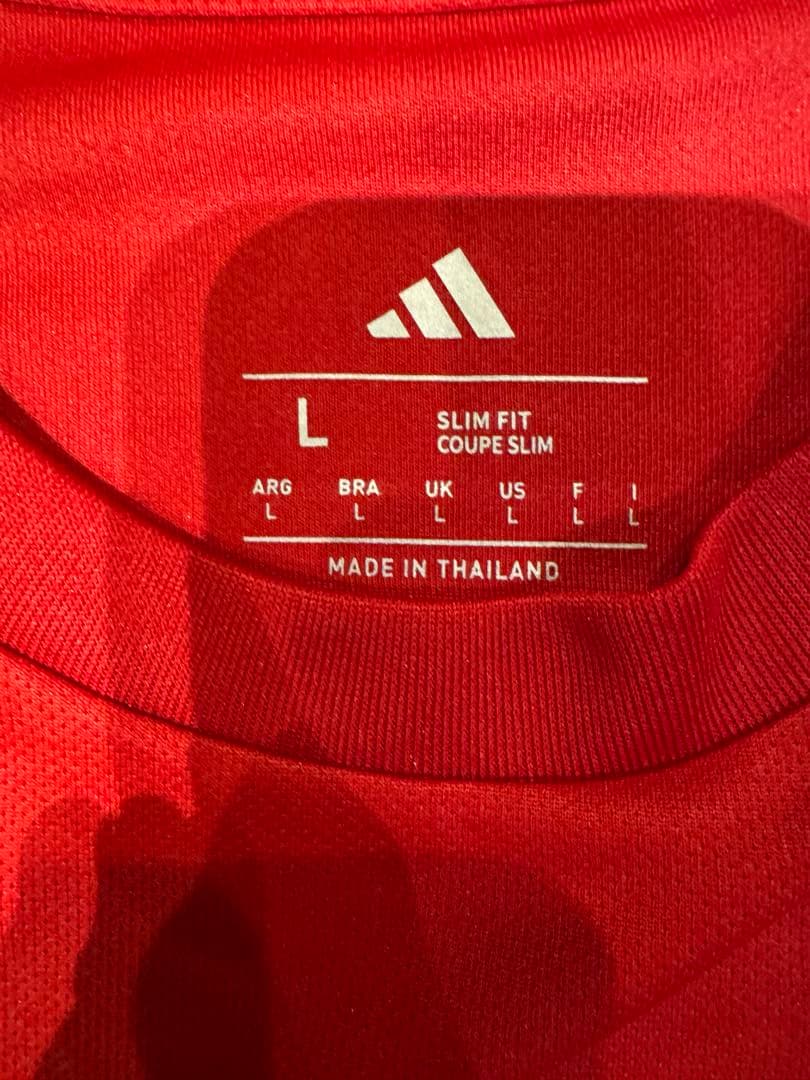 L
SLIM FIT
COUPE SLIM
ARG BRA UK US F I
L L L L L L
MADE IN THAILAND